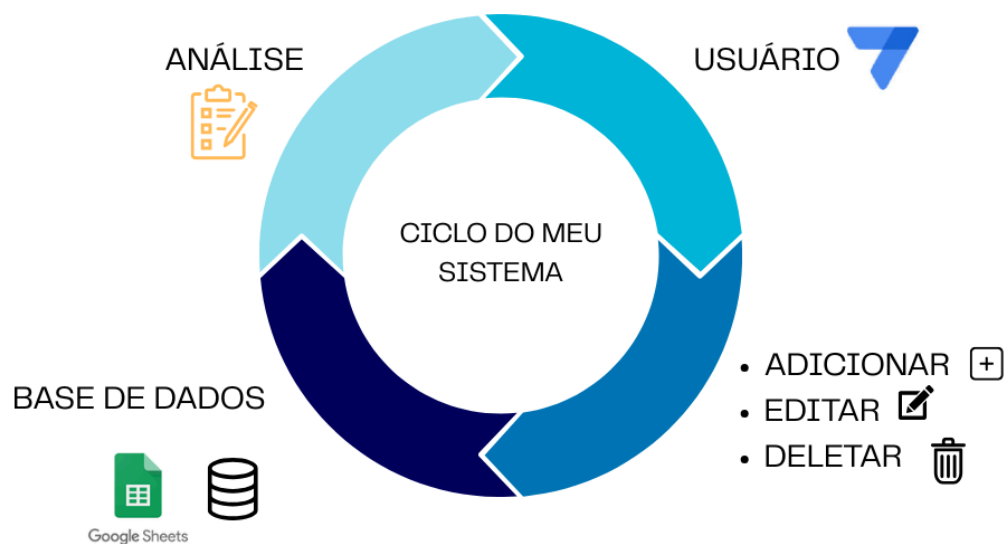 ANÁLISE
USUÁRIO
CICLO DO MEU
SISTEMA
ADICIONAR
EDITAR
DELETAR
BASE DE DADOS
Google Sheets